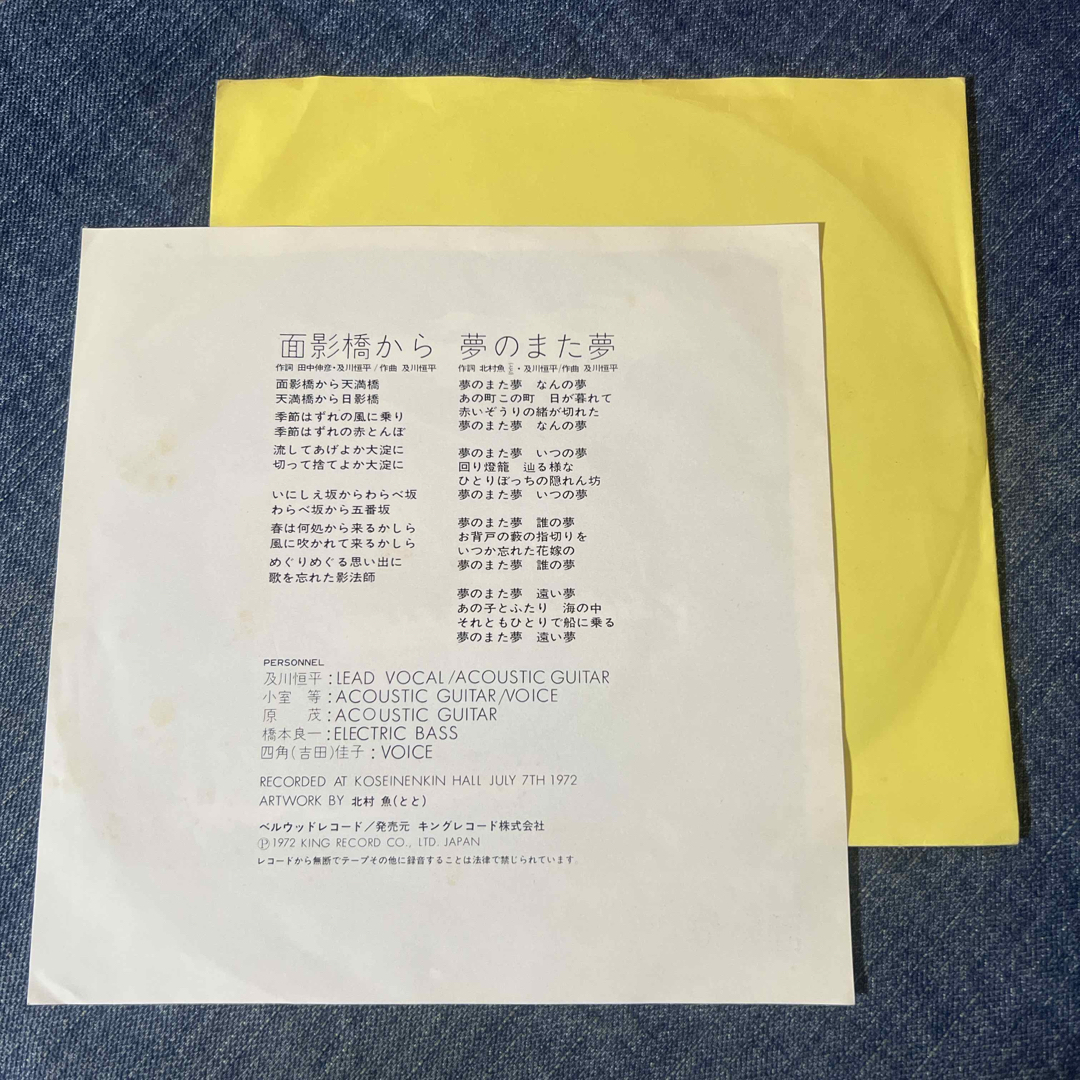 面影橋から
作詞 田中伸彦・及川恒平/作曲 及川恒平
面影橋から天満橋
天満橋から日影橋
季節はずれの風に乗り
季節はずれの赤とんぼ
流してあげよか大淀に
切って捨てよか大淀に
いにしえ坂からわらべ坂
わらべ坂から五番坂
春は何処から来るかしら
風に吹かれて来るかしら
めぐりめぐる思い出に
歌を忘れた影法師
夢のまた夢
作詞 北村魚(とと)・及川恒平/作曲 及川恒平
夢のまた夢 なんの夢
あの町この町 日が暮れて
赤いぞうりの緒が切れた
夢のまた夢 なんの夢
夢のまた夢 いつの夢
回り燈籠 辿る様な
ひとりぼっちの隠れん坊
夢のまた夢 いつの夢
夢のまた夢 誰の夢
お背戸の藪の指切りを
いつか忘れた花嫁の
夢のまた夢 誰の夢
夢のまた夢 遠い夢
あの子とふたり 海の中
それともひとりで船に乗る
夢のまた夢 遠い夢
PERSONNEL
及川恒平:LEAD VOCAL/ACOUSTIC GUITAR
小室 等:ACOUSTIC GUITAR/VOICE
原 茂:ACOUSTIC GUITAR
橋本良一:ELECTRIC BASS
四角(吉田)佳子:VOICE
RECORDED AT KOSEINENKIN HALL JULY 7TH 1972
ARTWORK BY 北村 魚(とと)
ベルウッドレコード/発売元 キングレコード株式会社
Ⓟ1972 KING RECORD CO., LTD. JAPAN
レコードから無断でテープその他に録音することは法律で禁じられています。